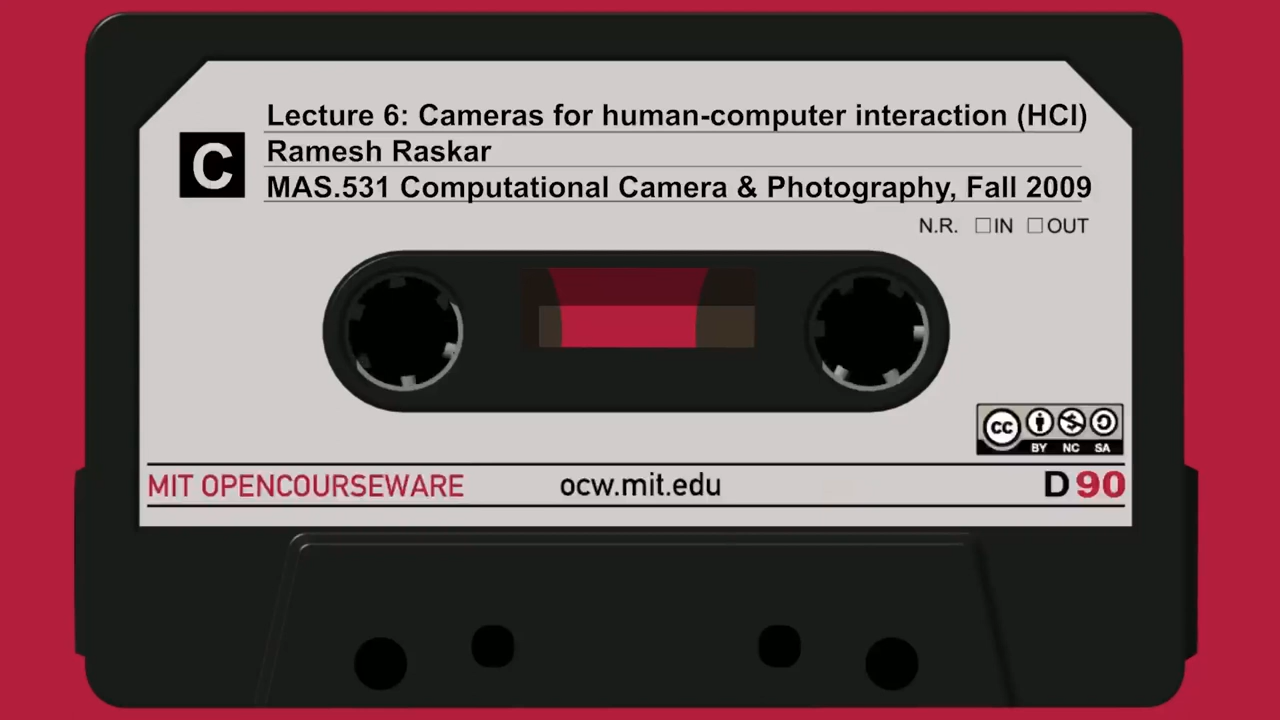 Lecture 6: Cameras for human-computer interaction (HCI)
C
Ramesh Raskar
MAS.531 Computational Camera & Photography, Fall 2009
N.R. □IN □OUT
cc
BY NC SA
MIT OPENCOURSEWARE ocw.mit.edu D 90